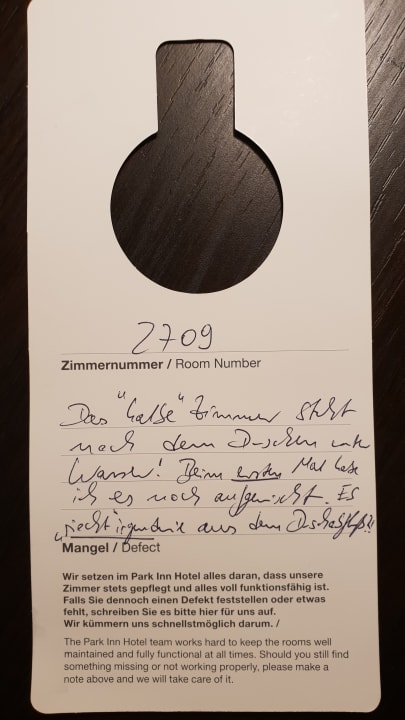 2709
Zimmernummer / Room Number
Das "halbe" Zimmer steht
nach dem Duschen unter
Wasser! Beim ersten Mal habe
ich es noch aufgewischt. Es
"riecht" irgendwie aus dem
Mangel / Defect
Wir setzen im Park Inn Hotel alles daran, dass unsere
Zimmer stets gepflegt und alles voll funktionsfähig ist.
Falls Sie dennoch einen Defekt feststellen oder etwas
fehlt, schreiben Sie es bitte hier für uns auf.
Wir kümmern uns schnellstmöglich darum. /
The Park Inn Hotel team works hard to keep the rooms well
maintained and fully functional at all times. Should you still find
something missing or not working properly, please make a
note above and we will take care of it.